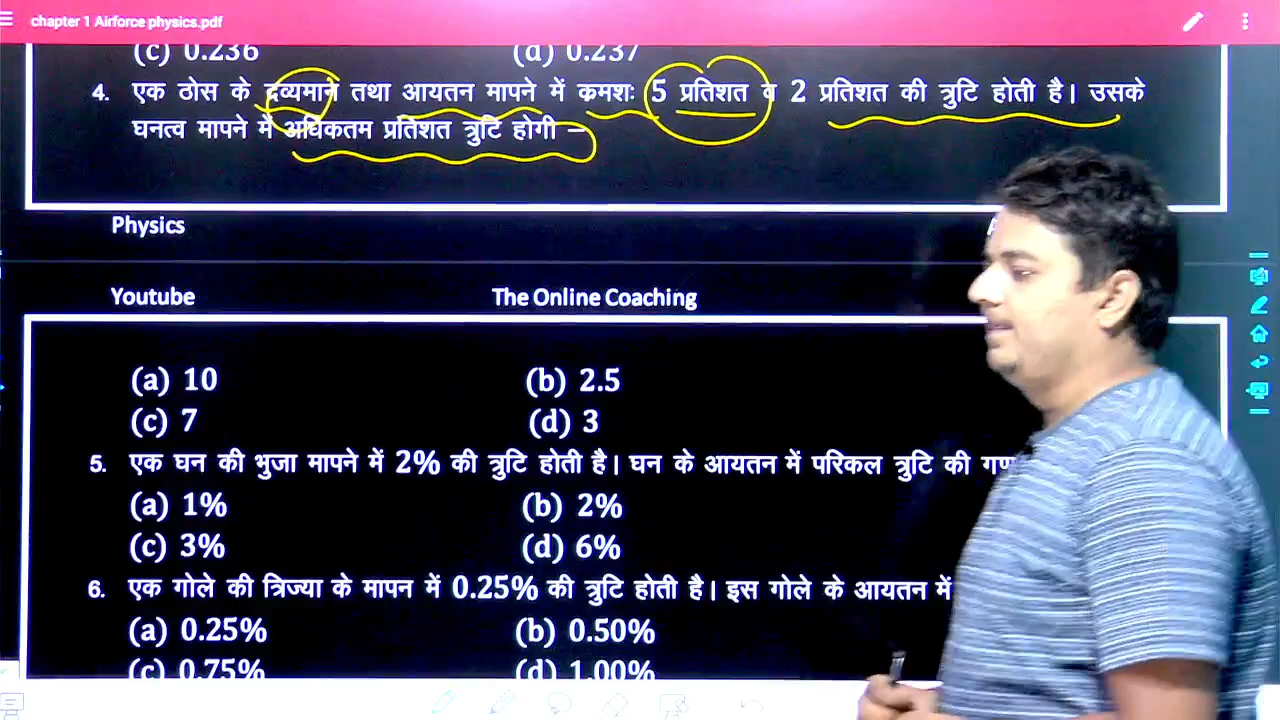 chapter 1 Airforce physics.pdf
(c) 0.236 (d) 0.237
4. एक ठोस के द्रव्यमान तथा आयतन मापने में क्रमशः 5 प्रतिशत व 2 प्रतिशत की त्रुटि होती है। उसके
घनत्व मापने में अधिकतम प्रतिशत त्रुटि होगी –
Physics
Youtube The Online Coaching
(a) 10 (b) 2.5
(c) 7 (d) 3
5. एक घन की भुजा मापने में 2% की त्रुटि होती है। घन के आयतन में परिकल त्रुटि की
(a) 1% (b) 2%
(c) 3% (d) 6%
6. एक गोले की त्रिज्या के मापन में 0.25% की त्रुटि होती है। इस गोले के आयतन में
(a) 0.25% (b) 0.50%
(c) 0.75% (d) 1.00%